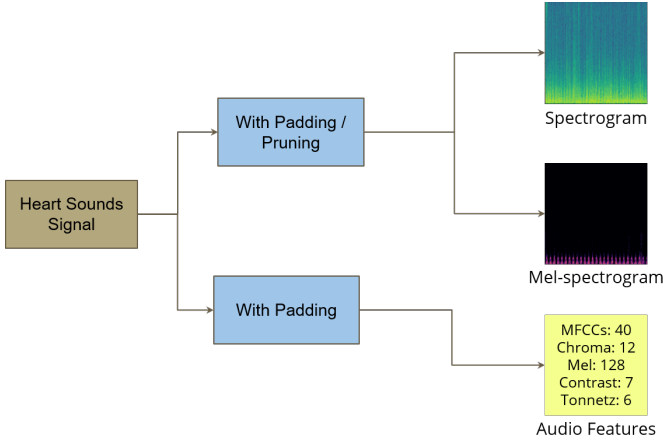 Heart Sounds
Signal
With Padding /
Pruning
With Padding
Spectrogram
Mel-spectrogram
MFCCs: 40
Chroma: 12
Mel: 128
Contrast: 7
Tonnetz: 6
Audio Features